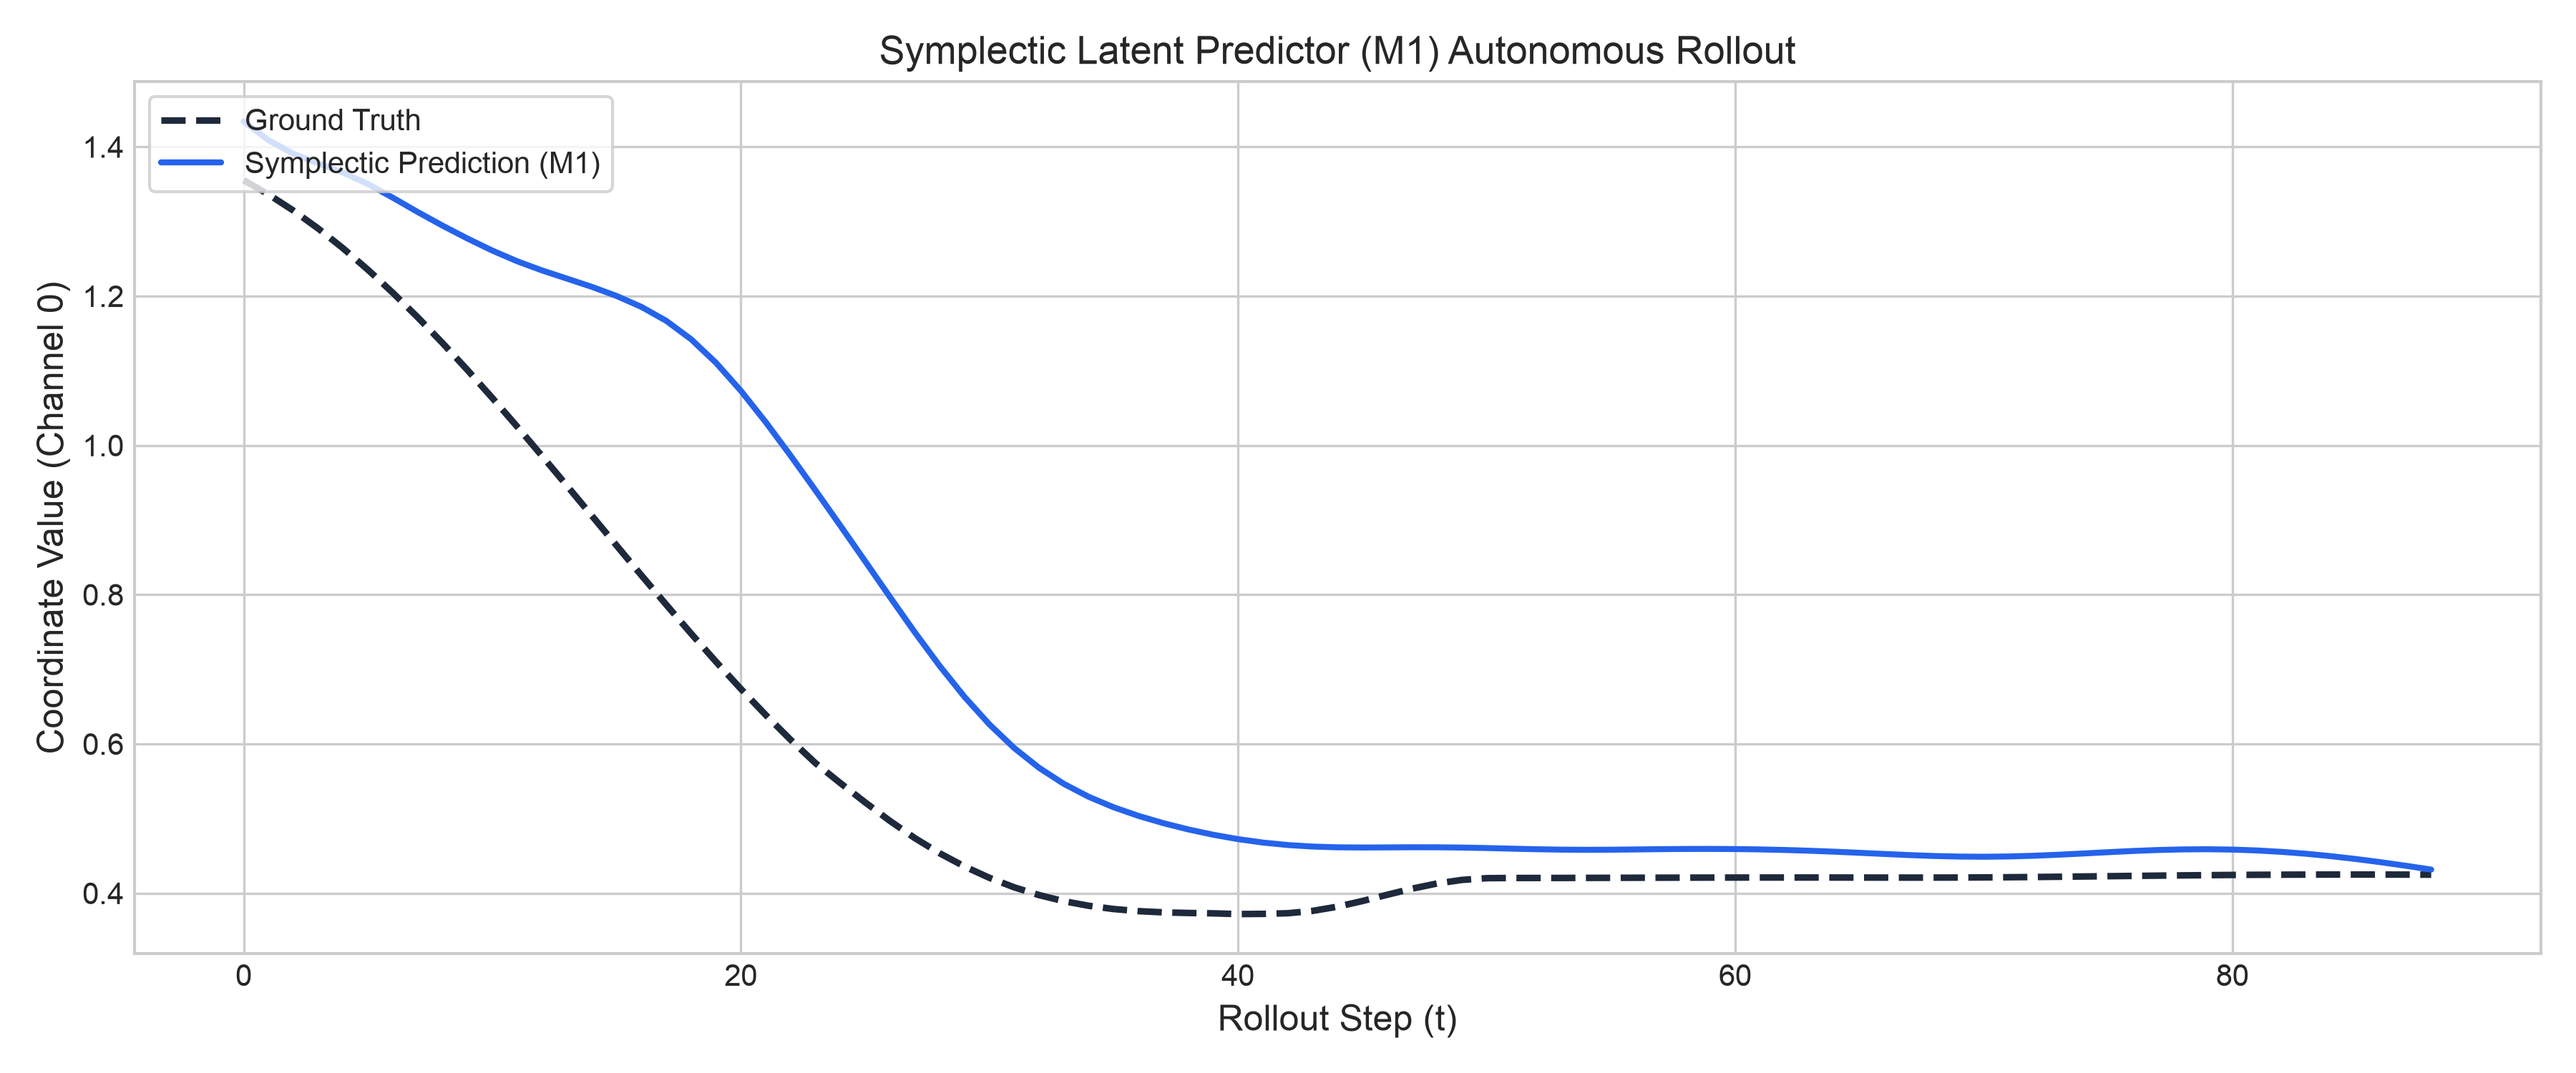 Symplectic Latent Predictor (M1) Autonomous Rollout
Ground Truth
Symplectic Prediction (M1)
Coordinate Value (Channel 0)
1.4
1.2
1.0
0.8
0.6
0.4
0
20
40
60
80
Rollout Step (t)